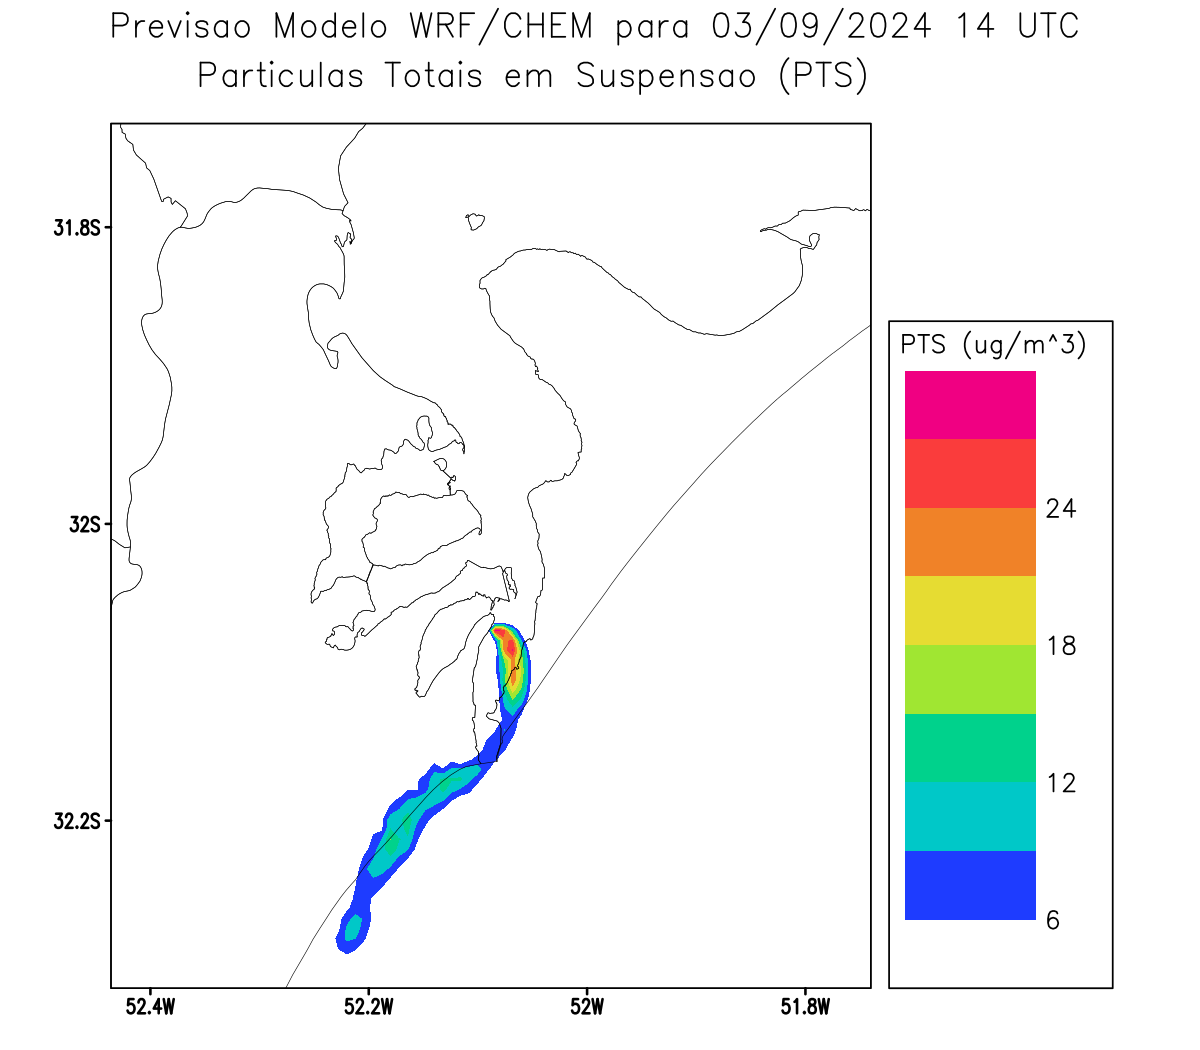 Previsao Modelo WRF/CHEM para 03/09/2024 14 UTC
Particulas Totais em Suspensao (PTS)
31.8S
32S
32.2S
52.4W
52.2W
52W
51.8W
PTS (ug/m^3)
24
18
12
6